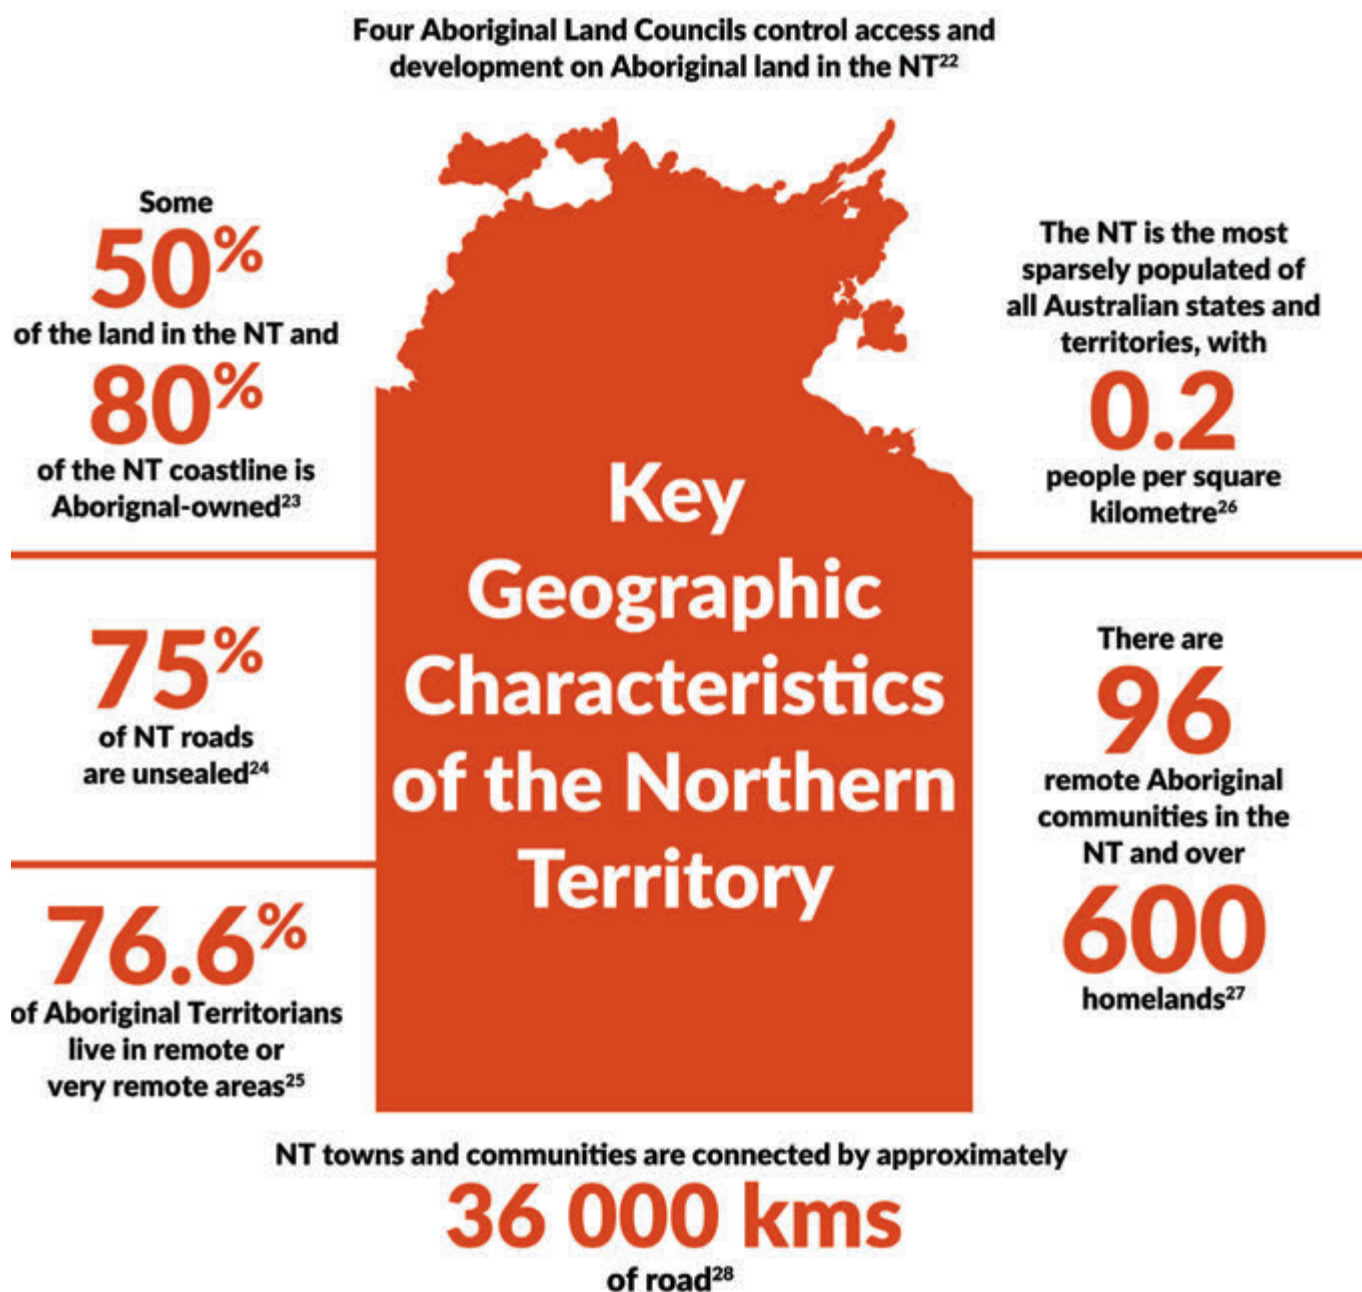 Four Aboriginal Land Councils control access and
development on Aboriginal land in the NT²²
Some
50%
of the land in the NT and
80%
of the NT coastline is
Aborignal-owned²³
75%
of NT roads
are unsealed²⁴
76.6%
of Aboriginal Territorians
live in remote or
very remote areas²⁵
Key
Geographic
Characteristics
of the Northern
Territory
The NT is the most
sparsely populated of
all Australian states and
territories, with
0.2
people per square
kilometre²⁶
There are
96
remote Aboriginal
communities in the
NT and over
600
homelands²⁷
NT towns and communities are connected by approximately
36 000 kms
of road²⁸